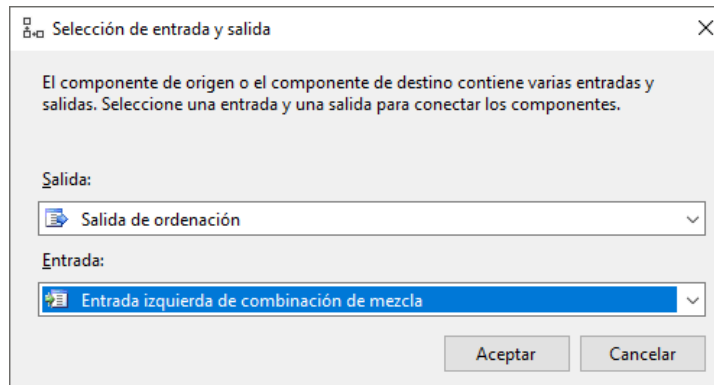 Selección de entrada y salida
El componente de origen o el componente de destino contiene varias entradas y
salidas. Seleccione una entrada y una salida para conectar los componentes.
Salida:
Salida de ordenación
Entrada:
Entrada izquierda de combinación de mezcla
Aceptar Cancelar